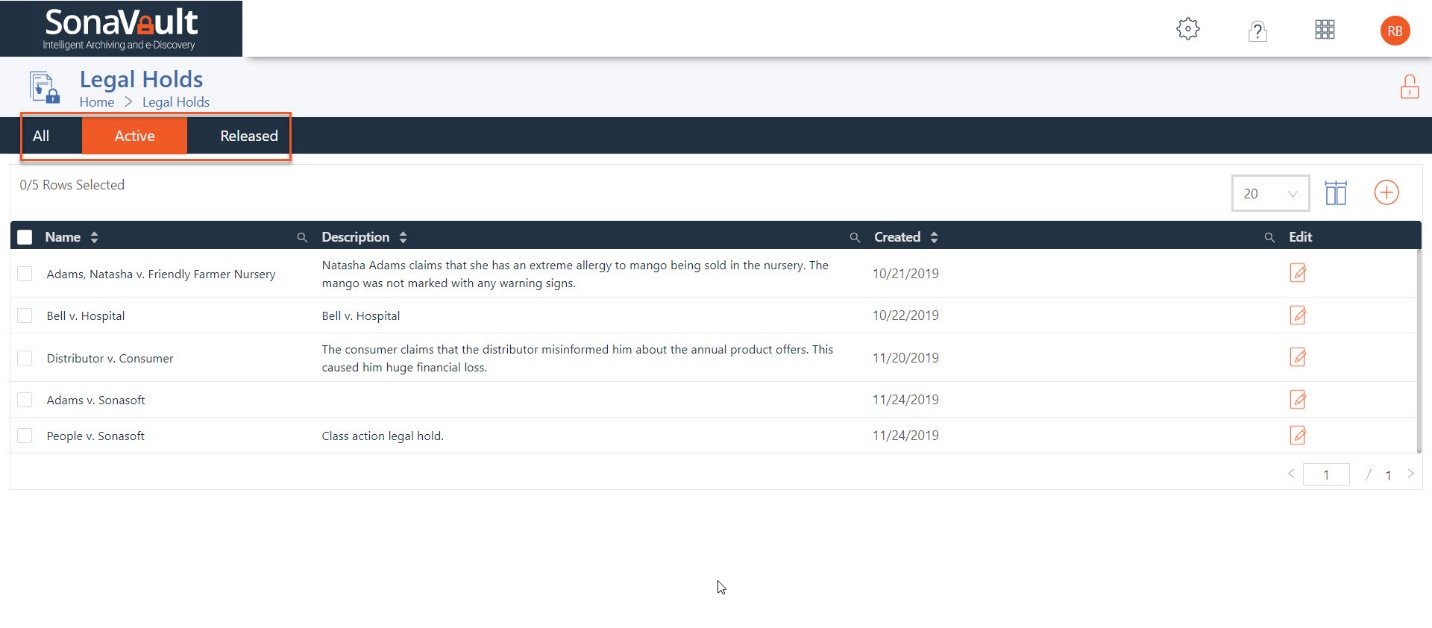 SonaVault
Intelligent Archiving and e-Discovery
?
RB
Legal Holds
Home > Legal Holds
All Active Released
0/5 Rows Selected
20
Name Description Created Edit
Adams, Natasha v. Friendly Farmer Nursery
Natasha Adams claims that she has an extreme allergy to mango being sold in the nursery. The
mango was not marked with any warning signs.
10/21/2019
Bell v. Hospital Bell v. Hospital 10/22/2019
Distributor v. Consumer
The consumer claims that the distributor misinformed him about the annual product offers. This
caused him huge financial loss.
11/20/2019
Adams v. Sonasoft 11/24/2019
People v. Sonasoft Class action legal hold. 11/24/2019
< 1 / 1 >